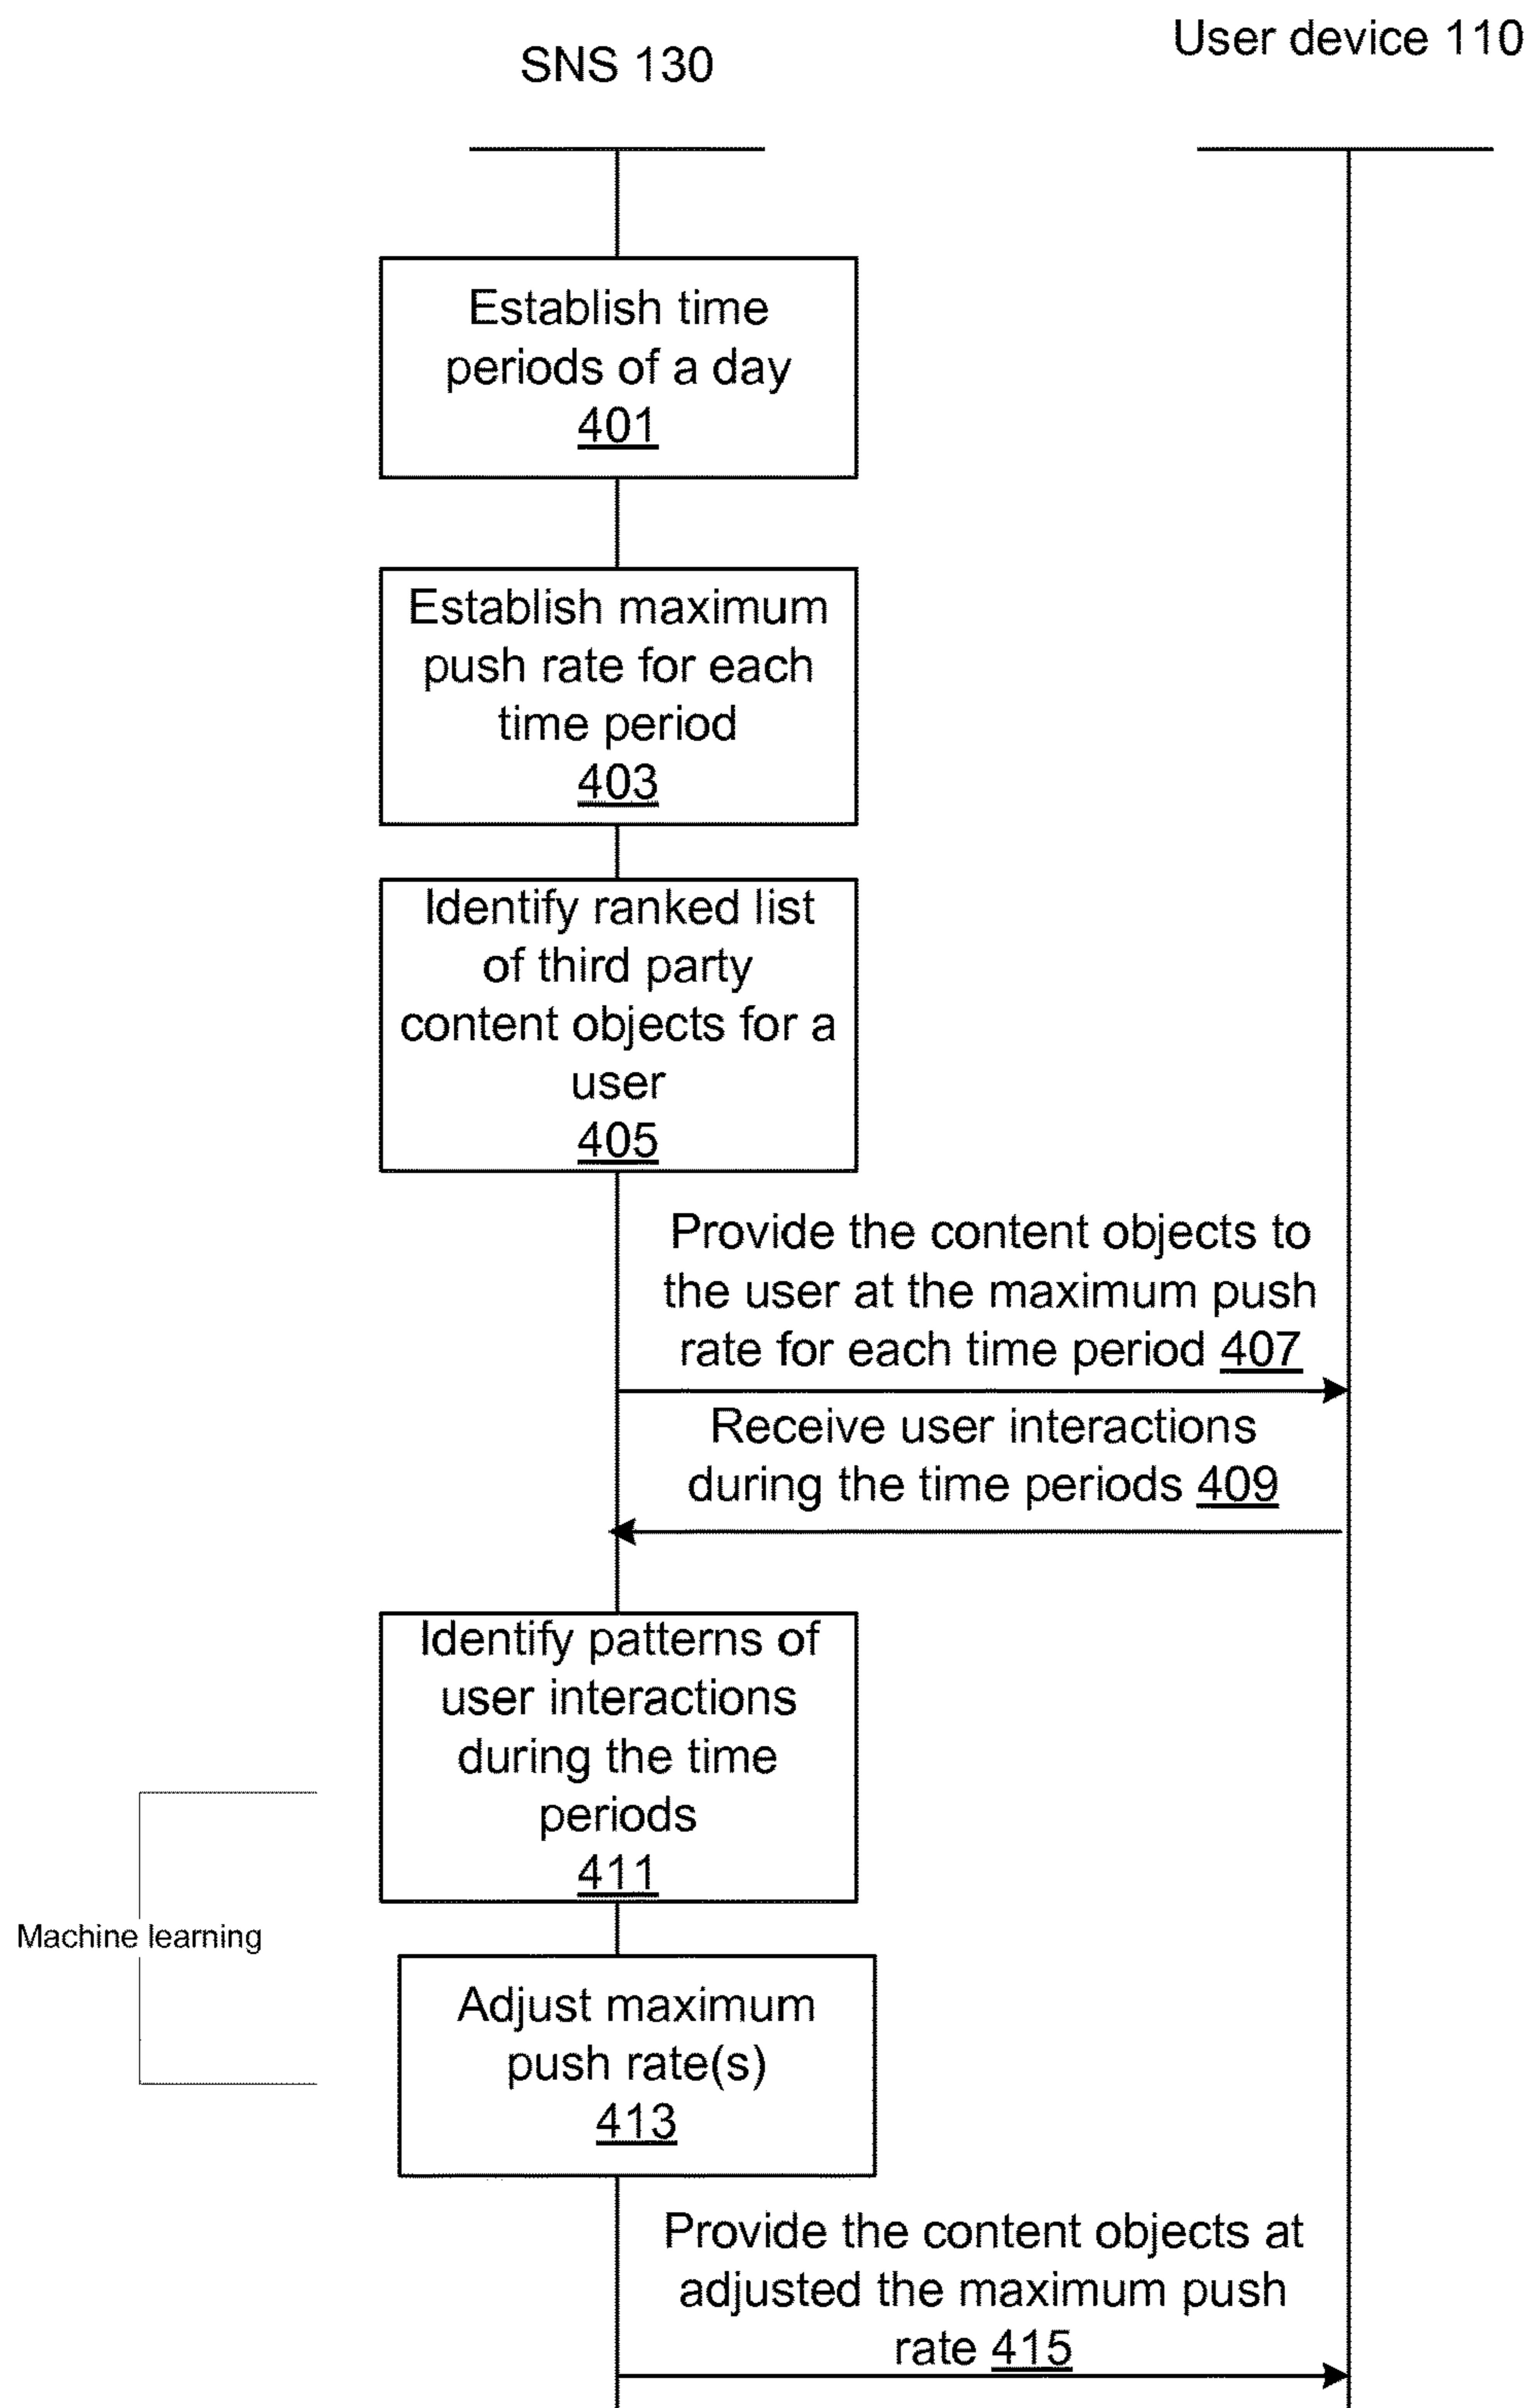 SNS 130
User device 110
Establish time
periods of a day
401
Establish maximum
push rate for each
time period
403
Identify ranked list
of third party
content objects for a
user
405
Provide the content objects to
the user at the maximum push
rate for each time period 407
Receive user interactions
during the time periods 409
Identify patterns of
user interactions
during the time
periods
411
Machine learning
Adjust maximum
push rate(s)
413
Provide the content objects at
adjusted the maximum push
rate 415